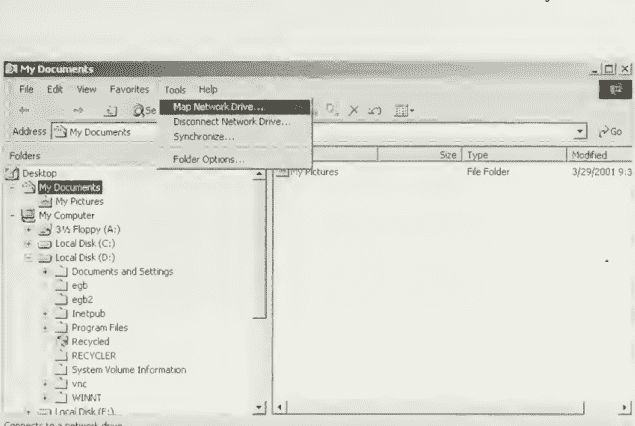 My Documents
File Edit View Favorites Tools Help
Se
Map Network Drive...
Address My Documents
Disconnect Network Drive...
Go
Synchronize...
Folders
Folder Options...
Size Type Modified
Desktop
My Pictures File Folder 3/29/2001 9:3
My Documents
My Pictures
My Computer
3½ Floppy (A:)
Local Disk (C:)
Local Disk (D:)
Documents and Settings
egb
egb2
Inetpub
Program Files
Recycled
RECYCLER
System Volume Information
vnc
WINNT
Local Disk (F:)
Connects to a network drive